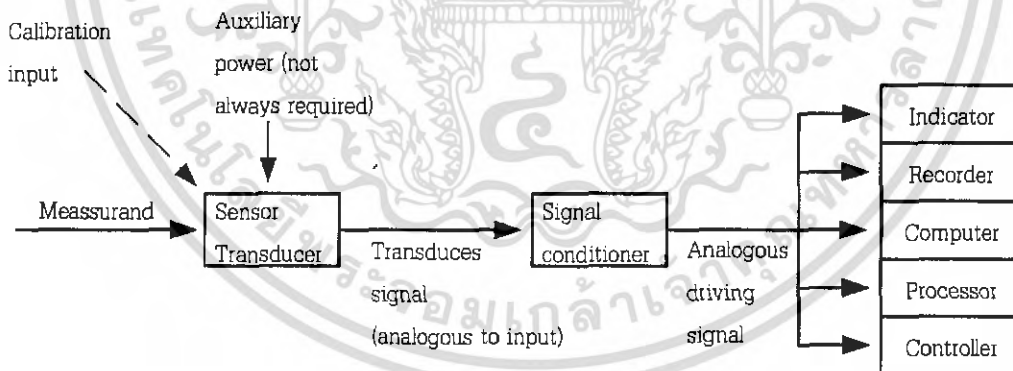 Calibration
input
Auxiliary
power (not
always required)
Meassurand
Sensor
Transducer
Transduces
signal
(analogous to input)
Signal
conditioner
Analogous
driving
signal
Indicator
Recorder
Computer
Processor
Controller